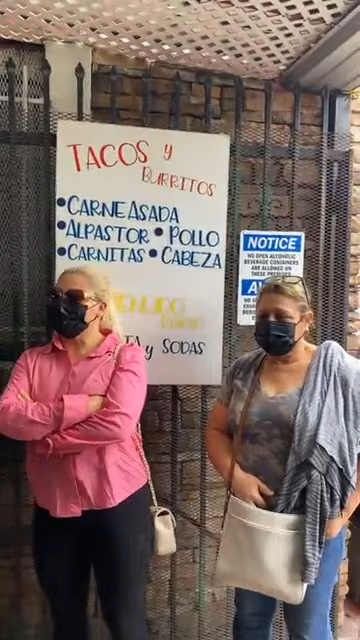 TACOS y
BURRITOS
•CARNE ASADA
•ALPASTOR •POLLO
•CARNITAS •CABEZA
y SODAS
NOTICE
NO OPEN ALCOHOLIC
BEVERAGE CONTAINERS
ARE ALLOWED ON
THESE PREMISES